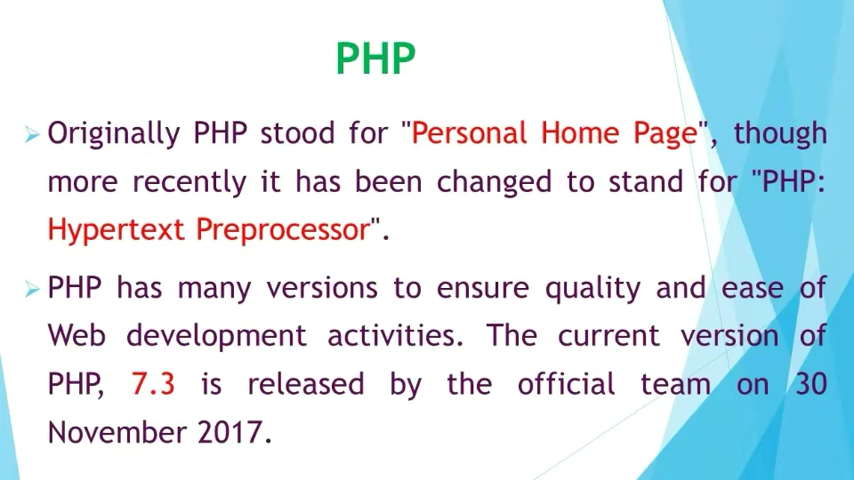 PHP
Originally PHP stood for "Personal Home Page", though
more recently it has been changed to stand for "PHP:
Hypertext Preprocessor".
PHP has many versions to ensure quality and ease of
Web development activities. The current version of
PHP, 7.3 is released by the official team on 30
November 2017.